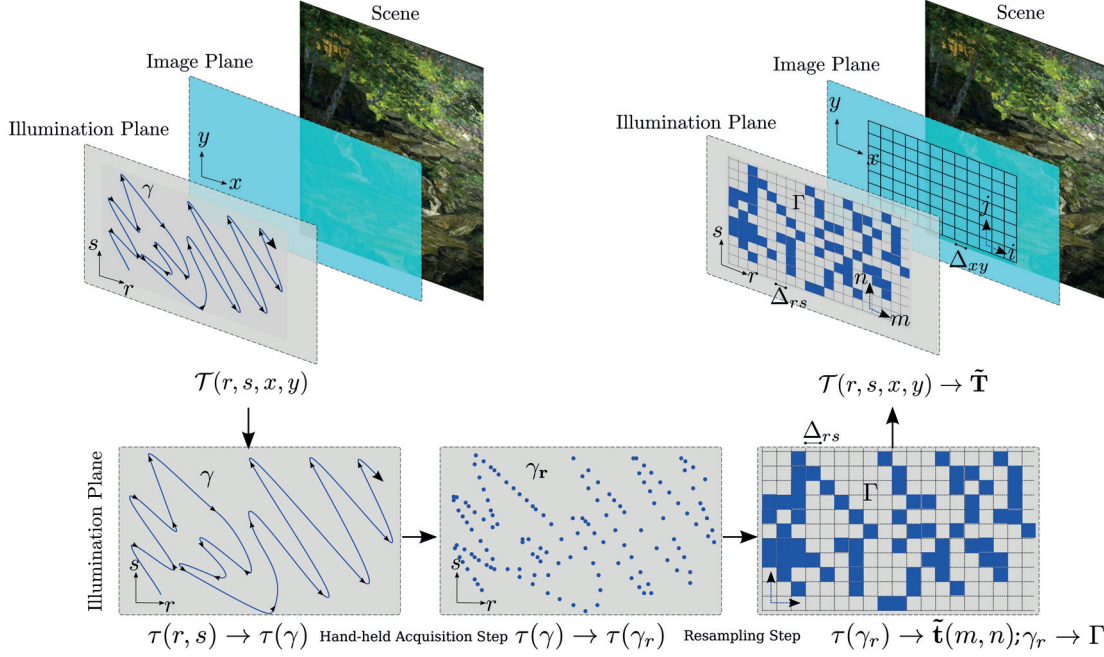 Scene
Image Plane
Illumination Plane
y
x
γ
s
r
𝒯(r, s, x, y)
Scene
Image Plane
Illumination Plane
y
x
Γ
j
i
Δxy
s
r
n
m
Δrs
𝒯(r, s, x, y) → T̃
Illumination Plane
γ
s
r
γr
s
r
Δrs
Γ
τ(r, s) → τ(γ)
Hand-held Acquisition Step
τ(γ) → τ(γr)
Resampling Step
τ(γr) → t̃(m, n); γr → Γ